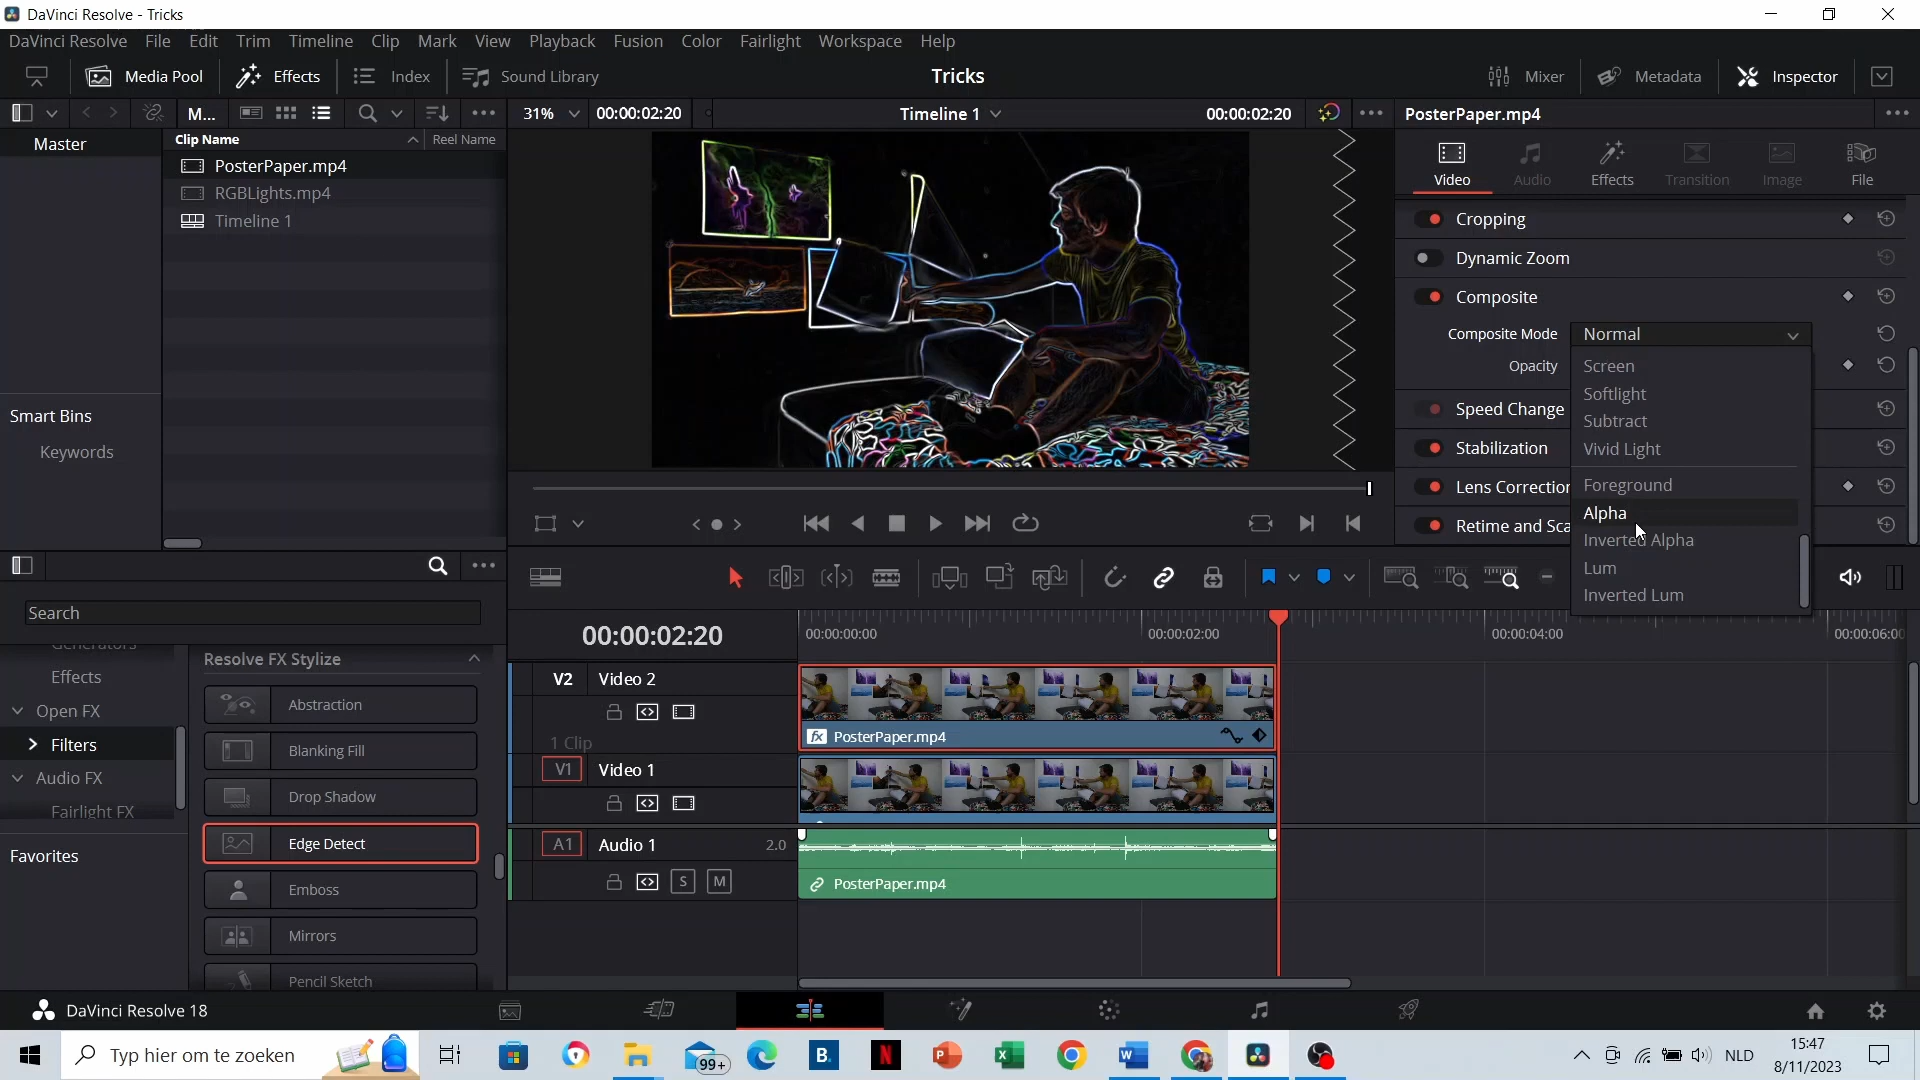 DaVinci Resolve - Tricks
DaVinci Resolve File Edit Trim Timeline Clip Mark View Playback Fusion Color Fairlight Workspace Help
Media Pool Effects Index Sound Library Tricks Mixer Metadata Inspector
M... 31% 00:00:02:20 Timeline 1 00:00:02:20 PosterPaper.mp4
Master
Clip Name Reel Name
PosterPaper.mp4
RGBLights.mp4
Timeline 1
Video Audio Effects Transition Image File
Cropping
Dynamic Zoom
Composite
Composite Mode Normal
Opacity
Screen
Softlight
Subtract
Vivid Light
Foreground
Alpha
Inverted Alpha
Lum
Inverted Lum
Speed Change
Stabilization
Lens Correction
Retime and Sca
Smart Bins
Keywords
Search
Generators
Effects
Open FX
Filters
Audio FX
Fairlight FX
Favorites
Resolve FX Stylize
Abstraction
Blanking Fill
Drop Shadow
Edge Detect
Emboss
Mirrors
Pencil Sketch
00:00:02:20
00:00:00:00 00:00:02:00 00:00:04:00 00:00:06:00
V2 Video 2
1 Clip
fx PosterPaper.mp4
V1 Video 1
A1 Audio 1 2.0
S M
PosterPaper.mp4
DaVinci Resolve 18
Typ hier om te zoeken
99+
B.
N
P
X
W
NLD
15:47
8/11/2023